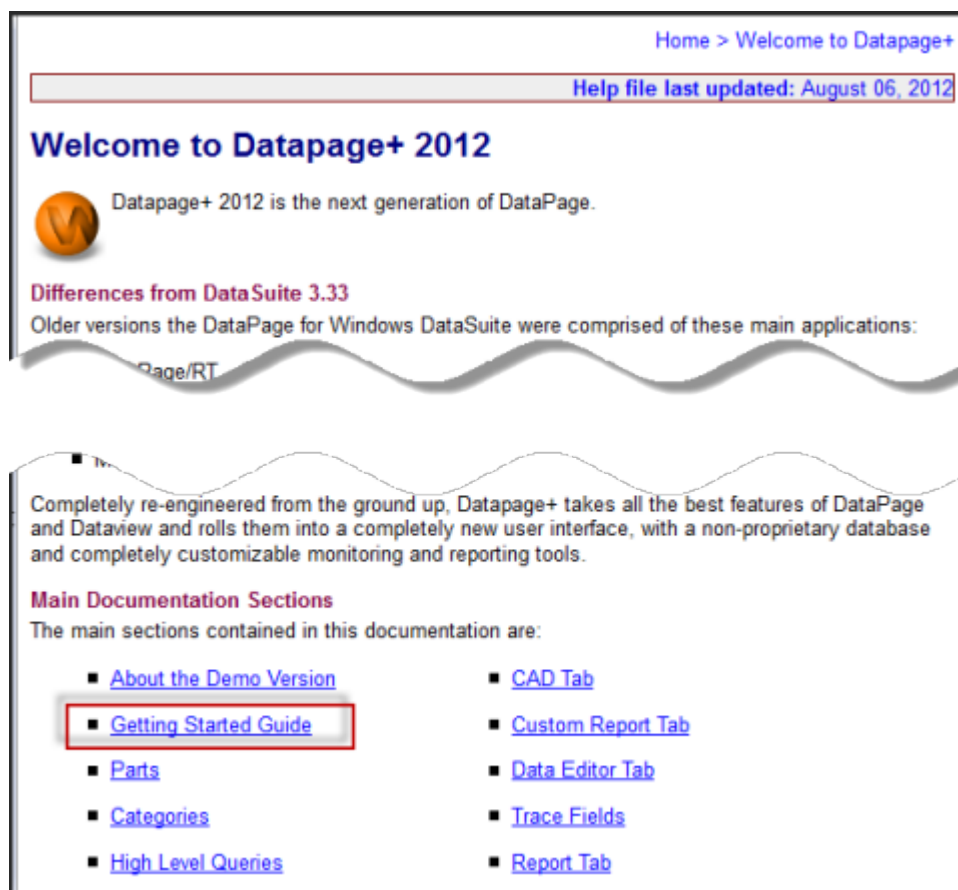 Home > Welcome to Datapage+
Help file last updated: August 06, 2012
Welcome to Datapage+ 2012
Datapage+ 2012 is the next generation of DataPage.
Differences from DataSuite 3.33
Older versions the DataPage for Windows DataSuite were comprised of these main applications:
Page/RT
Completely re-engineered from the ground up, Datapage+ takes all the best features of DataPage
and Dataview and rolls them into a completely new user interface, with a non-proprietary database
and completely customizable monitoring and reporting tools.
Main Documentation Sections
The main sections contained in this documentation are:
About the Demo Version
CAD Tab
Getting Started Guide
Custom Report Tab
Parts
Data Editor Tab
Categories
Trace Fields
High Level Queries
Report Tab